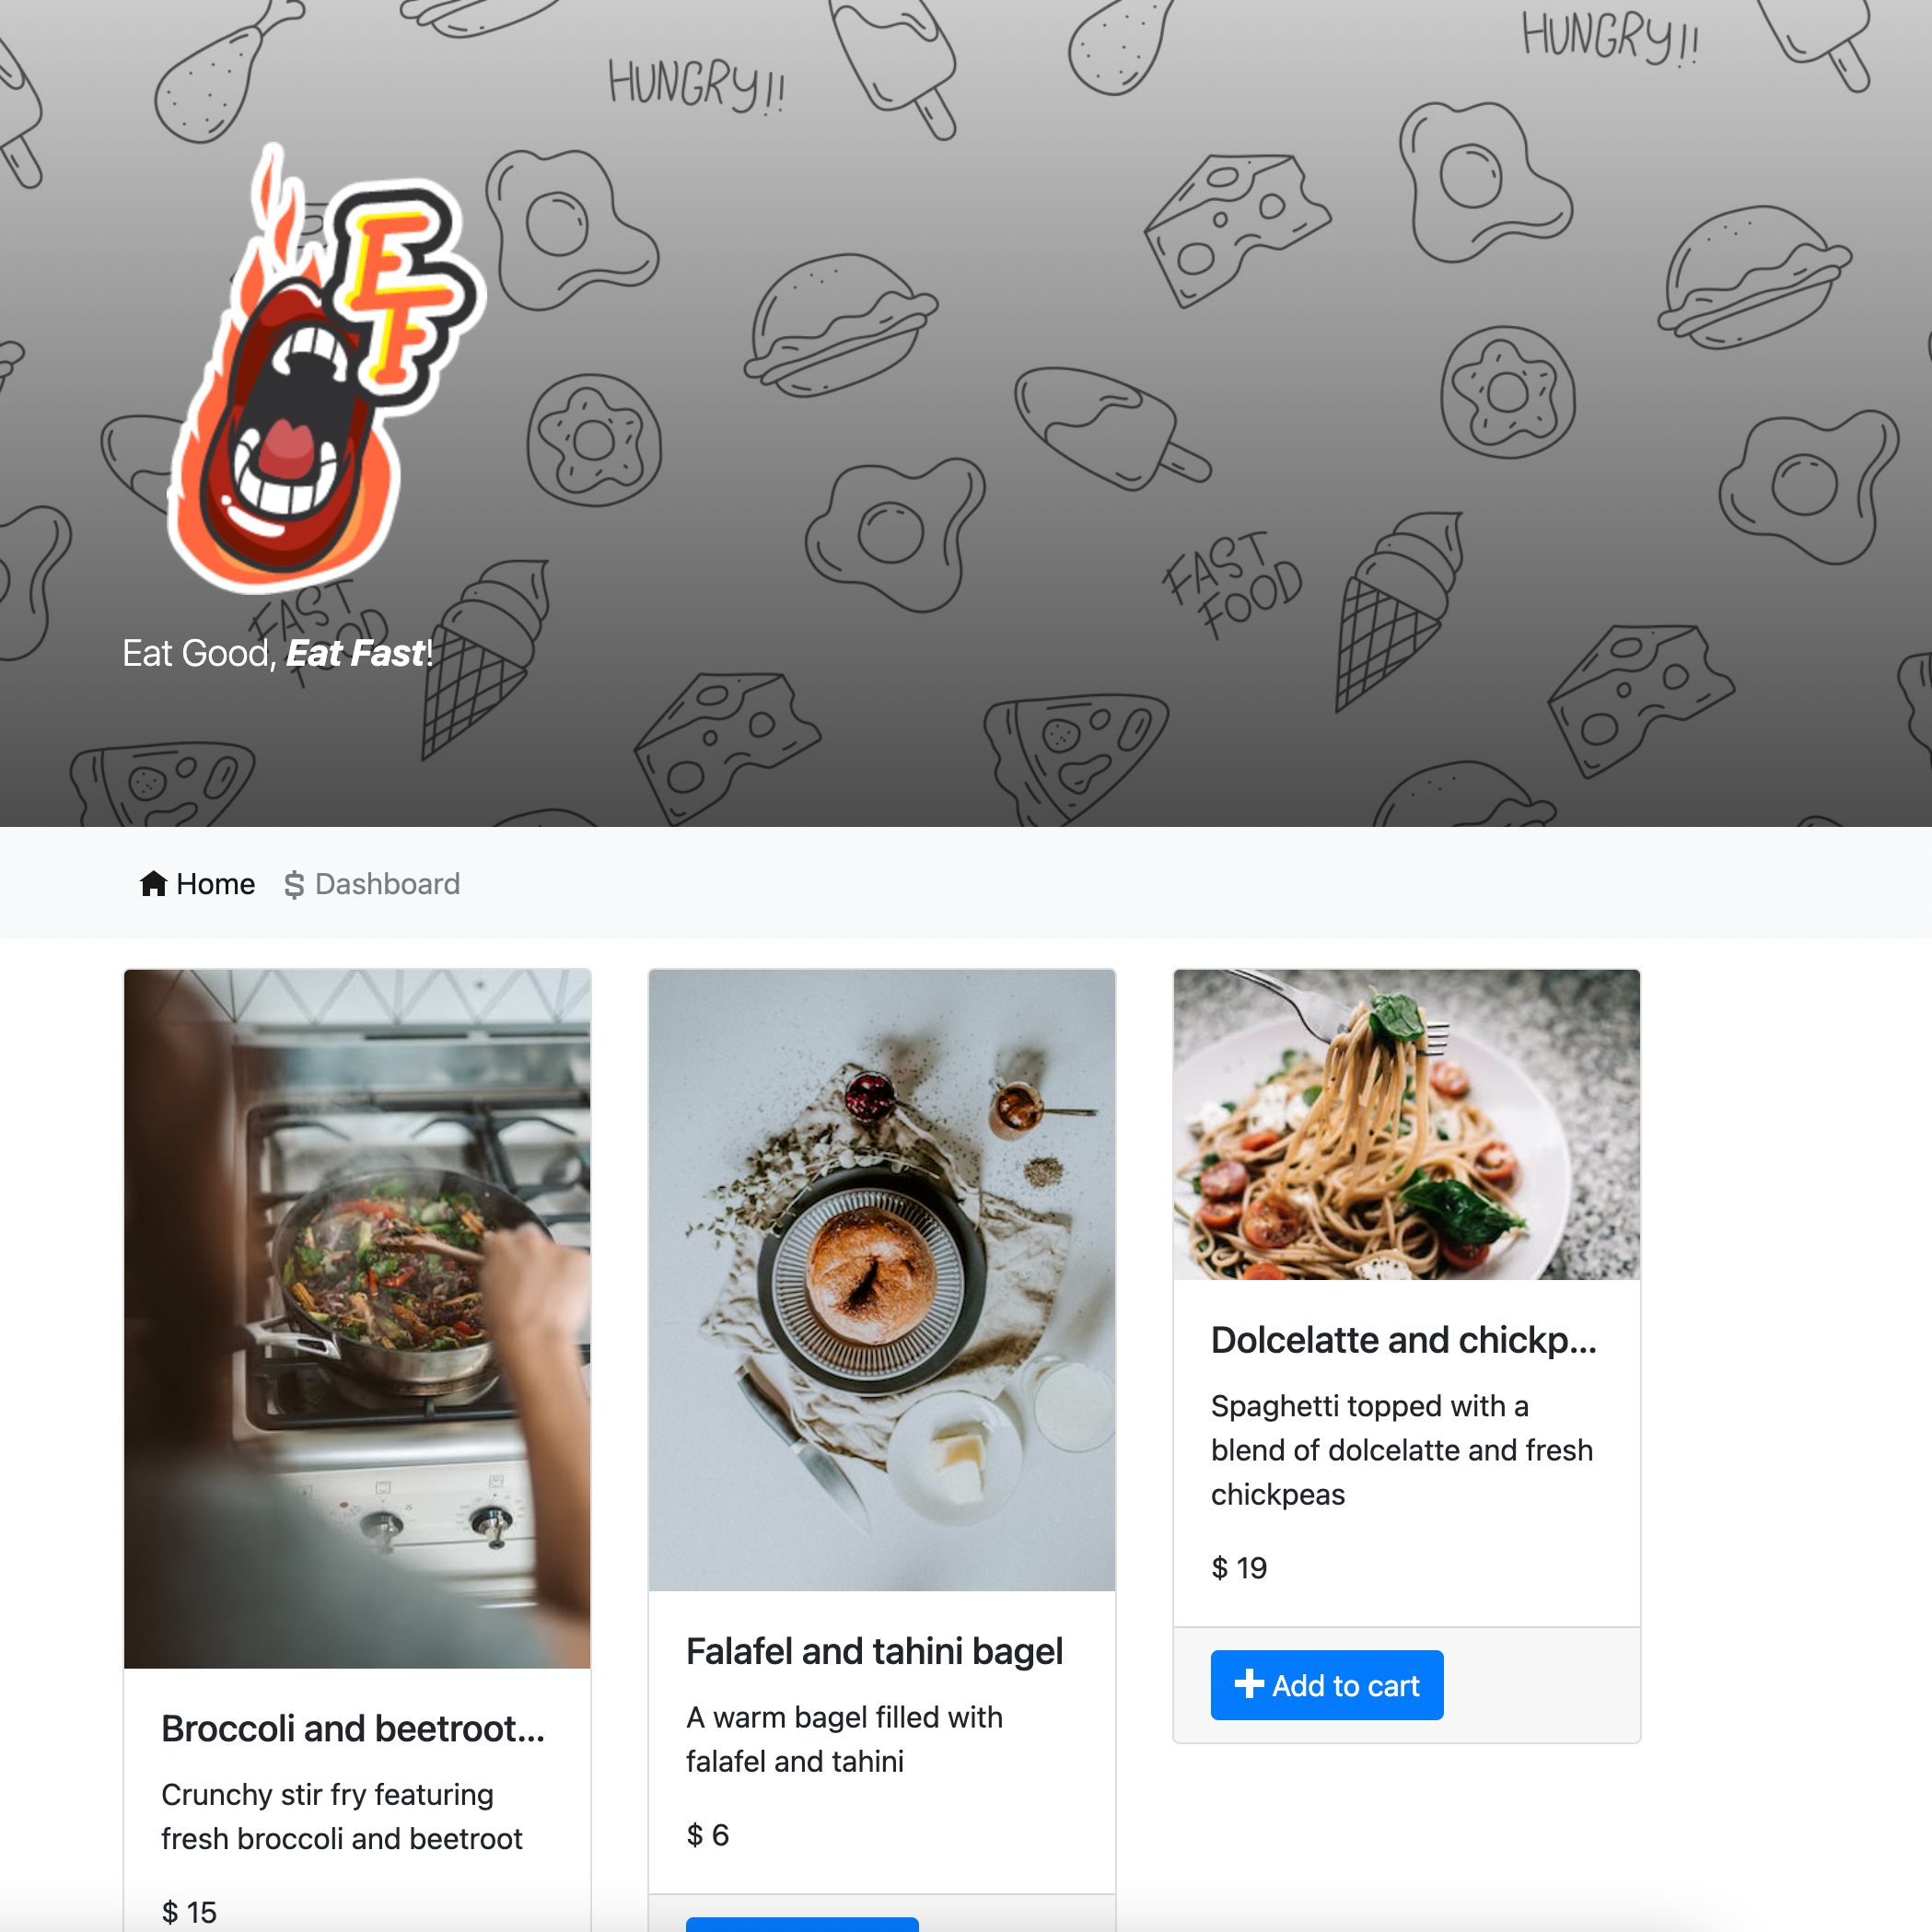 HUNGRY!!
HUNGRY!!
EF
FAST
FOOD
FAST
FOOD
Eat Good, Eat Fast!
Home
$ Dashboard
Broccoli and beetroot...
Crunchy stir fry featuring
fresh broccoli and beetroot
$ 15
Falafel and tahini bagel
A warm bagel filled with
falafel and tahini
$ 6
Dolcelatte and chickp...
Spaghetti topped with a
blend of dolcelatte and fresh
chickpeas
$ 19
Add to cart